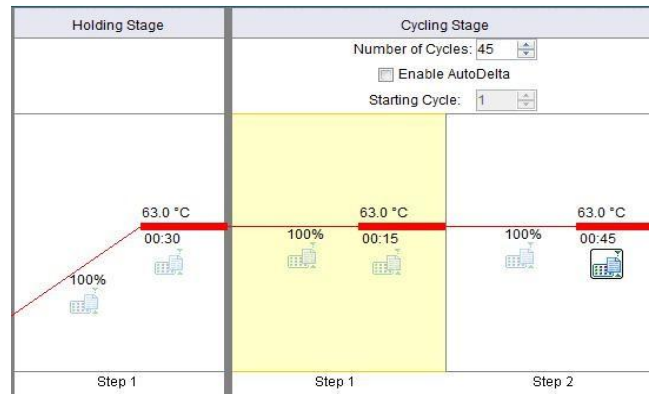 Holding Stage
Cycling Stage
Number of Cycles: 45
Enable AutoDelta
Starting Cycle: 1
63.0 °C
63.0 °C
63.0 °C
00:30
100%
00:15
100%
00:45
100%
Step 1
Step 1
Step 2